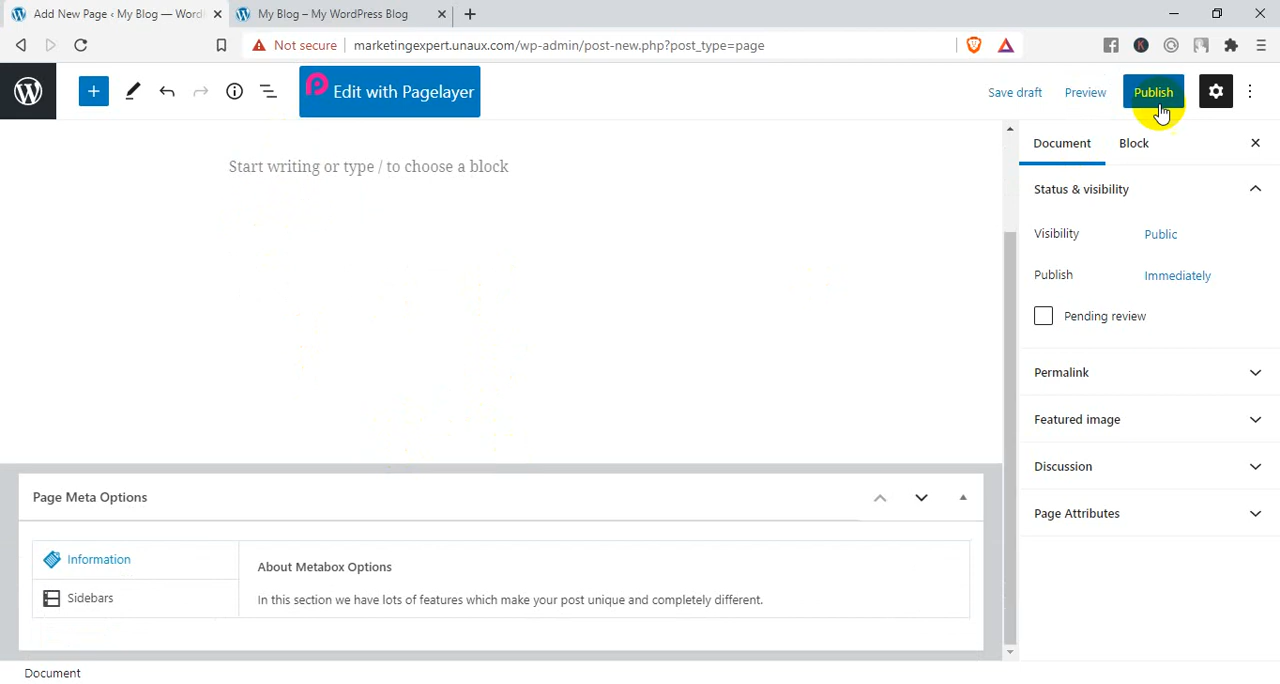 Add New Page ‹ My Blog — Word
My Blog – My WordPress Blog
Not secure
marketingexpert.unaux.com/wp-admin/post-new.php?post_type=page
Edit with Pagelayer
Save draft
Preview
Publish
Start writing or type / to choose a block
Document
Block
Status & visibility
Visibility
Public
Publish
Immediately
Pending review
Permalink
Featured image
Discussion
Page Attributes
Page Meta Options
Information
Sidebars
About Metabox Options
In this section we have lots of features which make your post unique and completely different.
Document